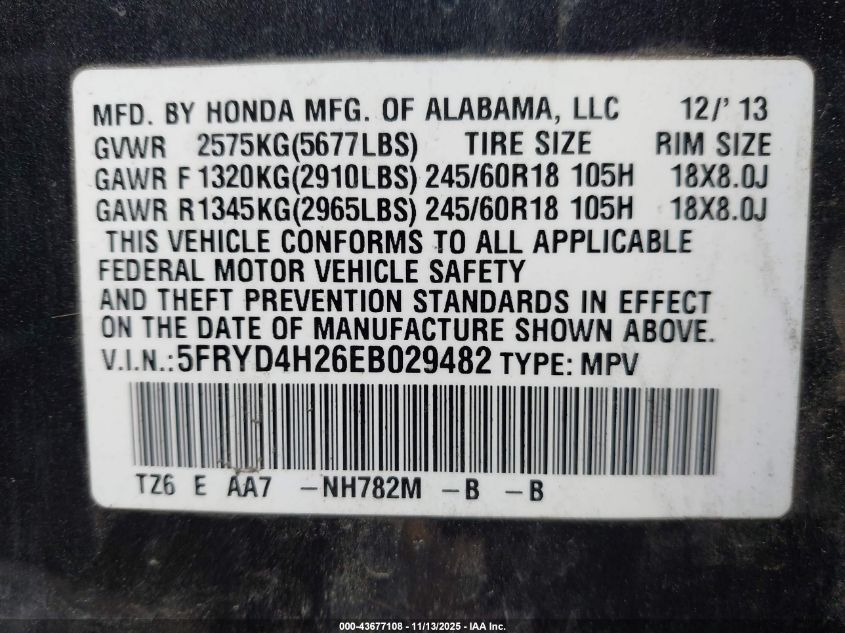 MFD. BY HONDA MFG. OF ALABAMA, LLC 12/'13
GVWR 2575KG(5677LBS) TIRE SIZE RIM SIZE
GAWR F 1320KG(2910LBS) 245/60R18 105H 18X8.0J
GAWR R1345KG(2965LBS) 245/60R18 105H 18X8.0J
THIS VEHICLE CONFORMS TO ALL APPLICABLE
FEDERAL MOTOR VEHICLE SAFETY
AND THEFT PREVENTION STANDARDS IN EFFECT
ON THE DATE OF MANUFACTURE SHOWN ABOVE.
V.I.N.:5FRYD4H26EB029482 TYPE: MPV
TZ6 E AA7 -NH782M -B -B
000-43677108 - 11/13/2025 - IAA Inc.